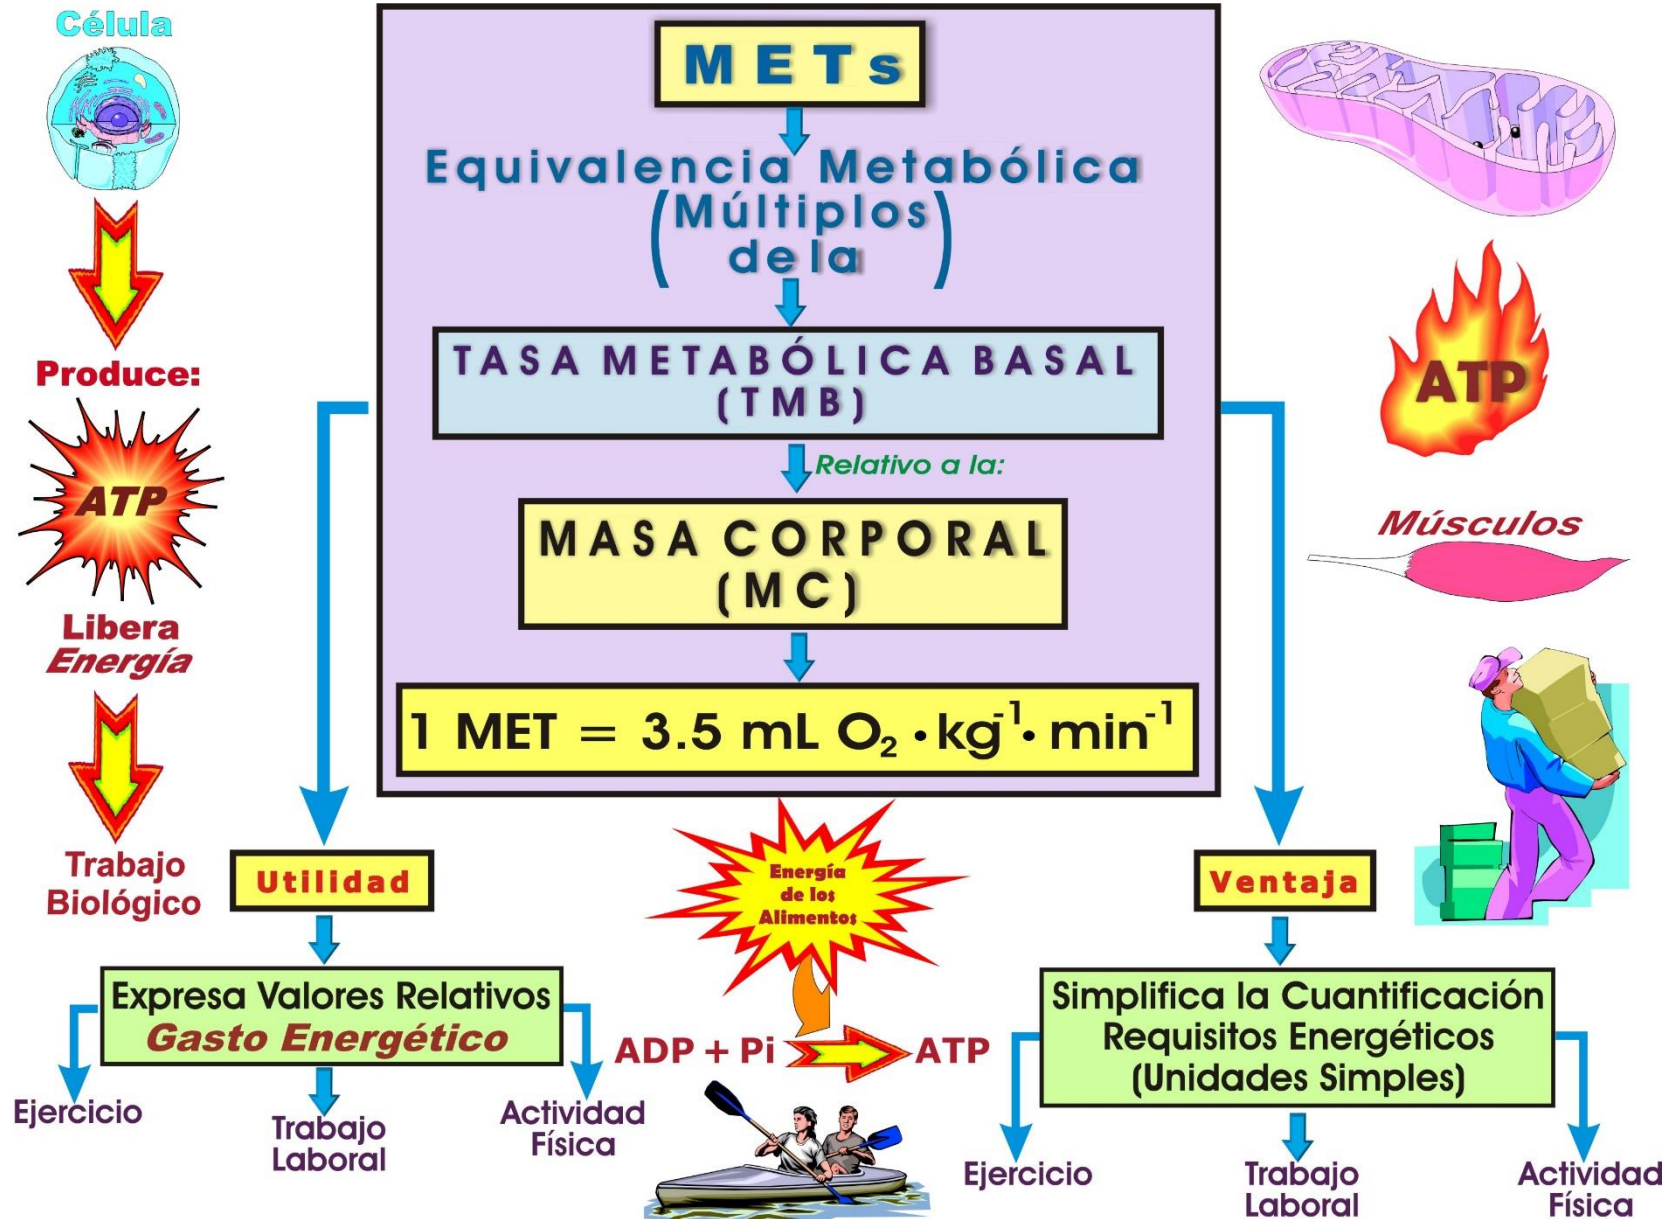 Célula
Produce:
ATP
Libera
Energía
Trabajo
Biológico
METs
Equivalencia Metabólica
(Múltiplos
de la)
TASA METABÓLICA BASAL
(TMB)
Relativo a la:
MASA CORPORAL
(MC)
1 MET = 3.5 mL O₂ · kg⁻¹ · min⁻¹
ATP
Músculos
Utilidad
Expresa Valores Relativos
Gasto Energético
Ejercicio
Trabajo
Laboral
Actividad
Física
Energía
de los
Alimentos
ADP + Pi ATP
Ventaja
Simplifica la Cuantificación
Requisitos Energéticos
(Unidades Simples)
Ejercicio
Trabajo
Laboral
Actividad
Física